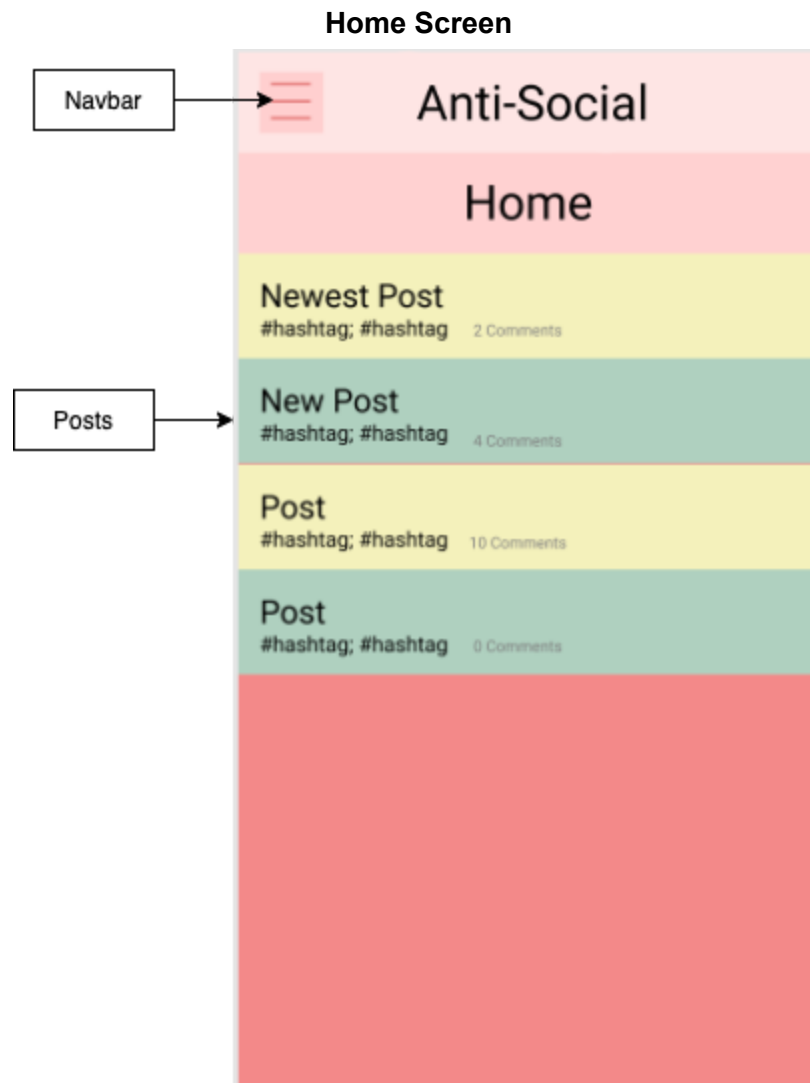 Home Screen
Navbar
Anti-Social
Home
Newest Post
#hashtag; #hashtag 2 Comments
Posts
New Post
#hashtag; #hashtag 4 Comments
Post
#hashtag; #hashtag 10 Comments
Post
#hashtag; #hashtag 0 Comments